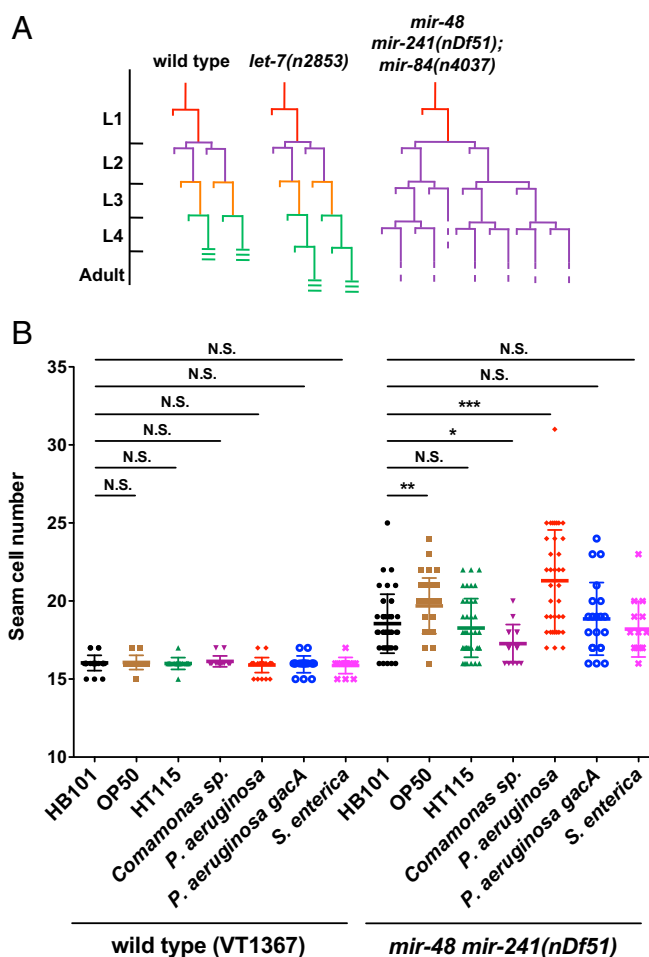 A
wild type
let-7(n2853)
mir-48
mir-241(nDf51);
mir-84(n4037)
L1
L2
L3
L4
Adult
B
Seam cell number
35
30
25
20
15
10
N.S.
N.S.
N.S.
N.S.
N.S.
N.S.
N.S.
N.S.
***
*
N.S.
**
HB101
OP50
HT115
Comamonas sp.
P. aeruginosa
P. aeruginosa gacA
S. enterica
HB101
OP50
HT115
Comamonas sp.
P. aeruginosa
P. aeruginosa gacA
S. enterica
wild type (VT1367)
mir-48 mir-241(nDf51)